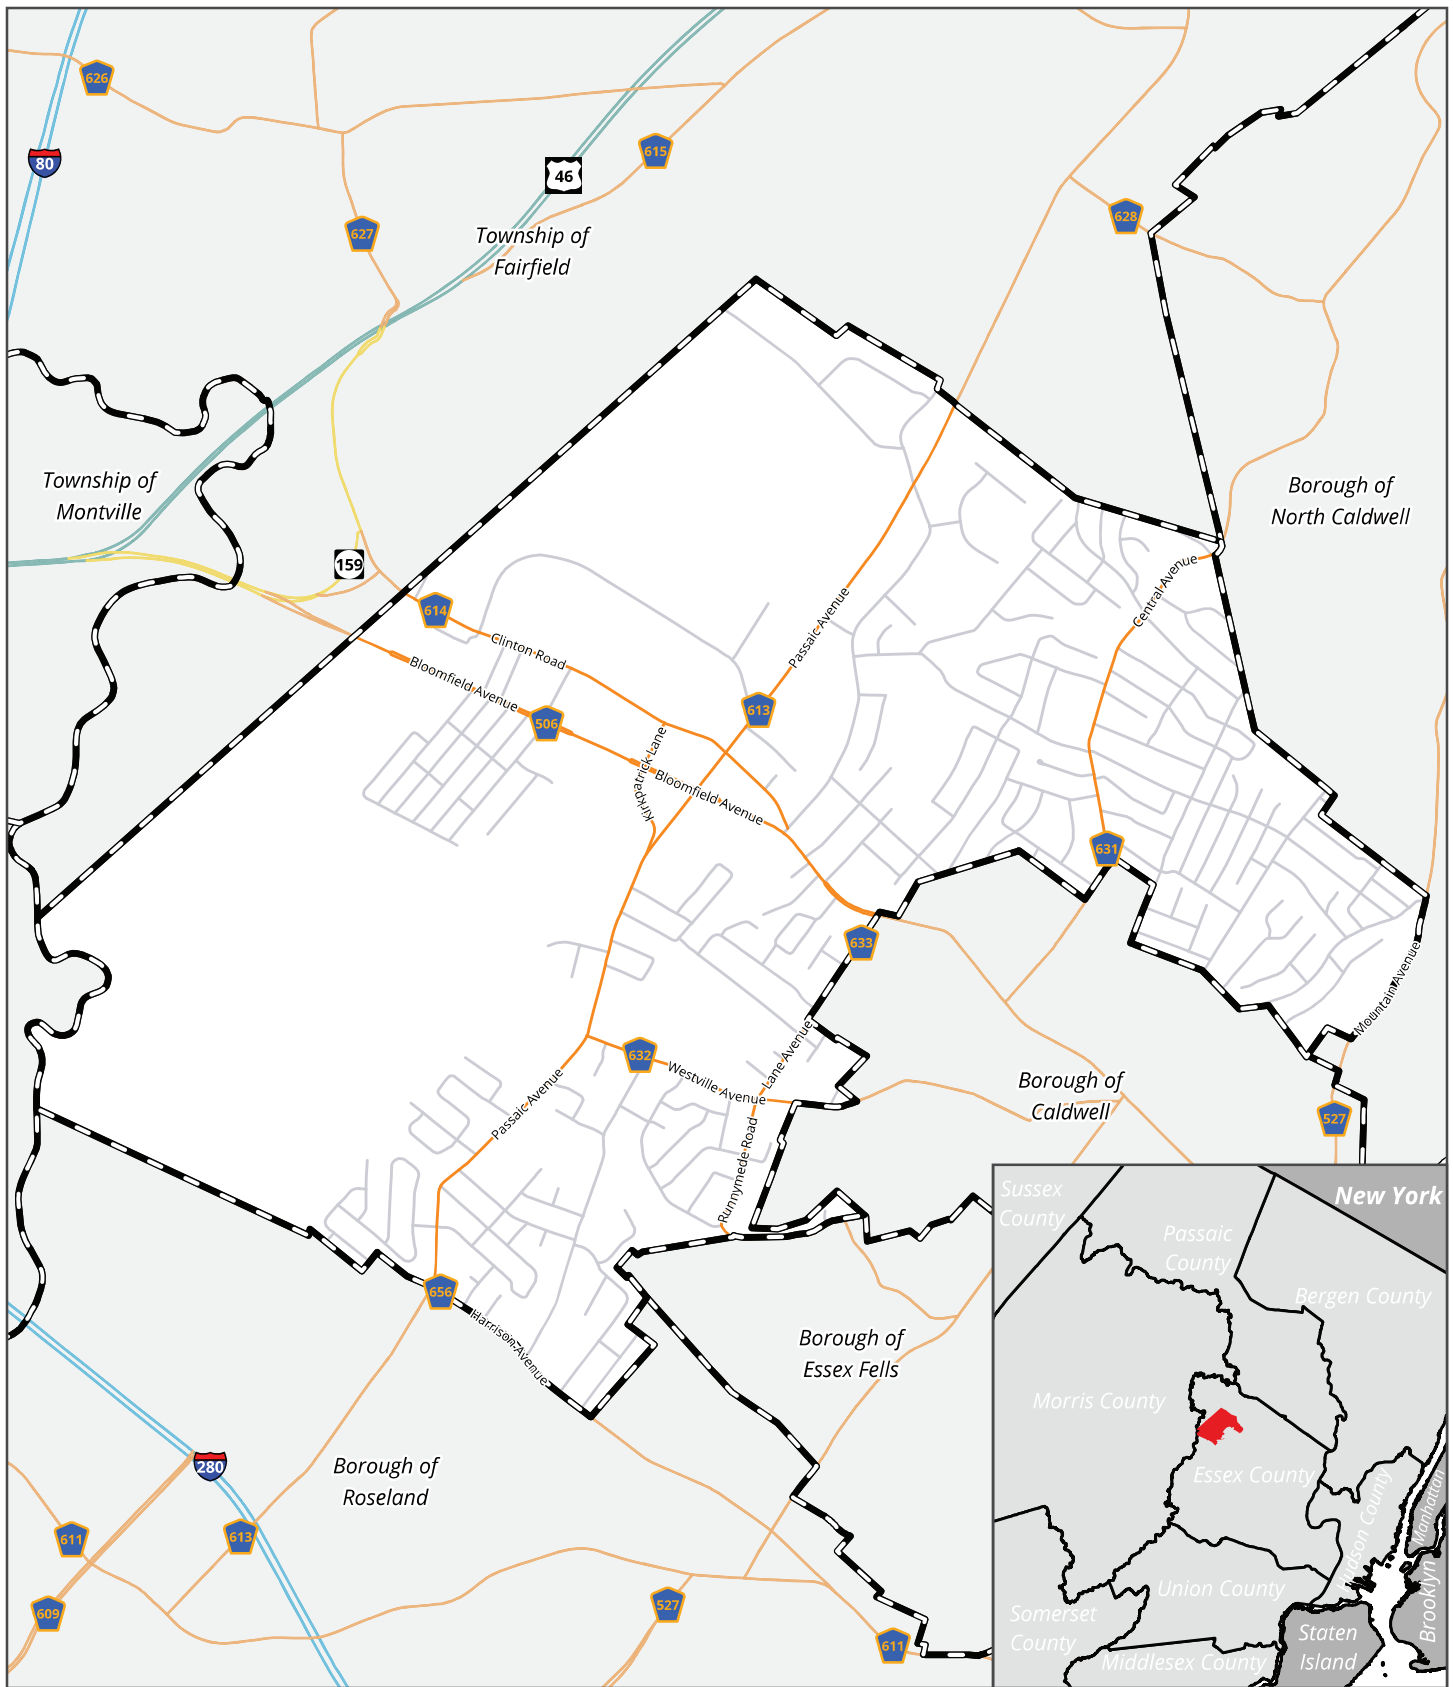 626
80
615
46
628
627
Township of
Fairfield
Township of
Montville
Borough of
North Caldwell
159
614
Clinton Road
Central Avenue
Passaic Avenue
Bloomfield Avenue
506
613
Kirkpatrick Lane
Bloomfield Avenue
631
633
Mountain Avenue
632
Westville Avenue
Lane Avenue
Borough of
Caldwell
527
Passaic Avenue
Runnymede Road
656
Harrison Avenue
Borough of
Essex Fells
Borough of
Roseland
280
611
613
609
527
611
Sussex
County
New York
Passaic
County
Bergen County
Morris County
Essex County
Hudson County
Manhattan
Union County
Brooklyn
Somerset
County
Staten
Island
Middlesex County